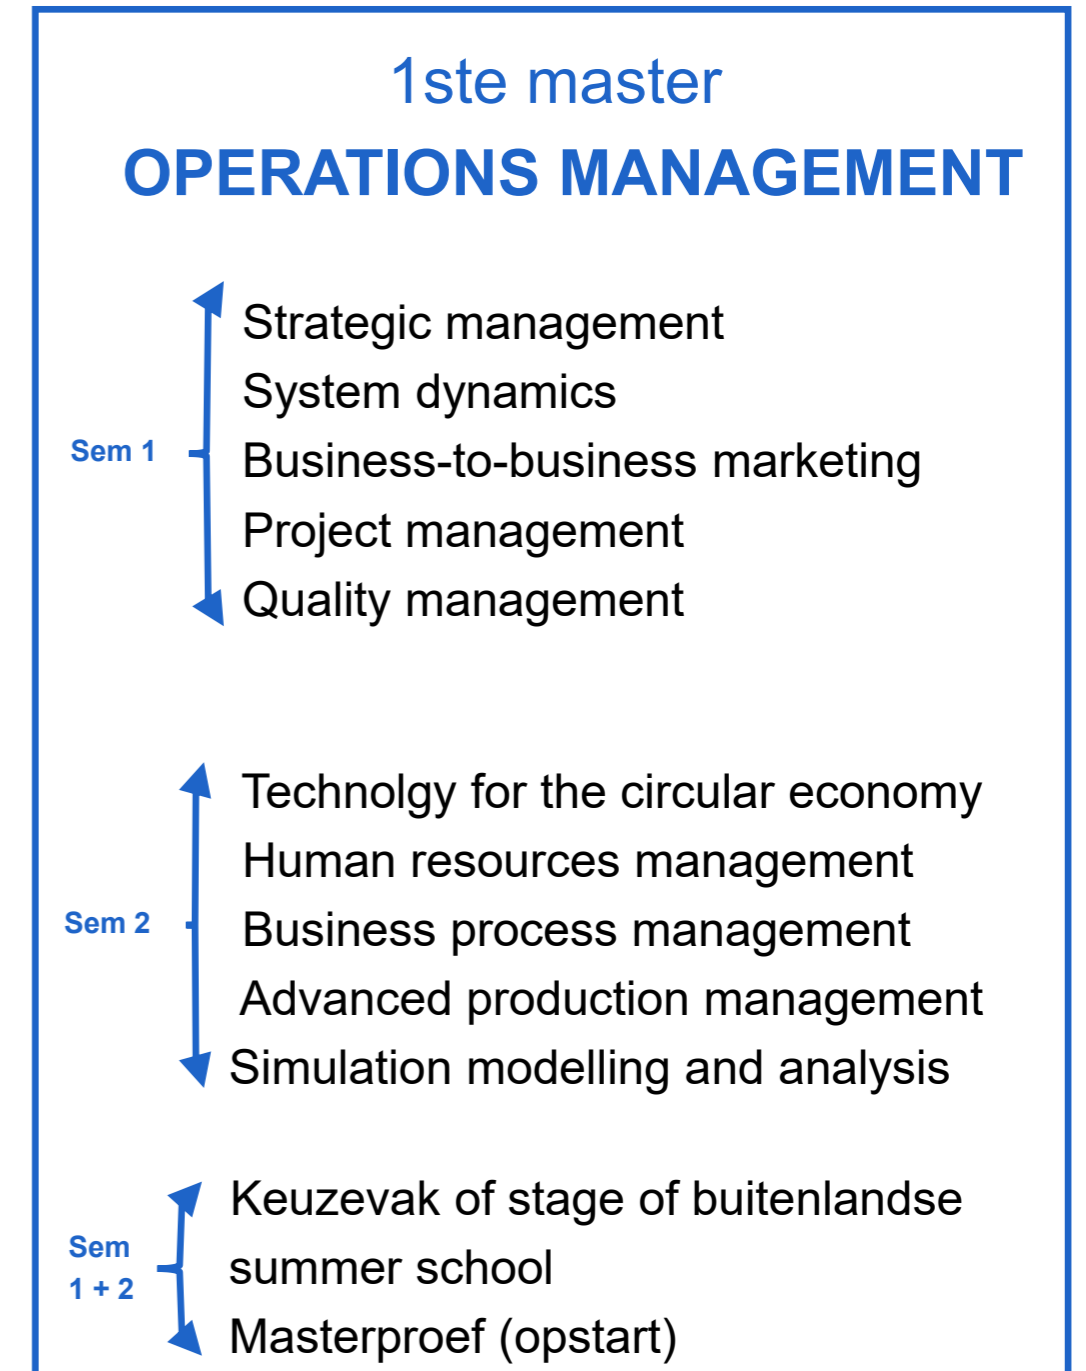 1ste master
OPERATIONS MANAGEMENT
Strategic management
System dynamics
Sem 1
Business-to-business marketing
Project management
Quality management
Technolgy for the circular economy
Human resources management
Sem 2
Business process management
Advanced production management
Simulation modelling and analysis
Keuzevak of stage of buitenlandse
summer school
Sem
1 + 2
Masterproef (opstart)